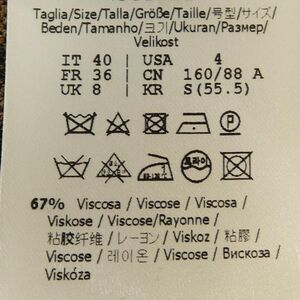 Taglia/Size/Talla/Größe/Taille/号型/サイズ/
Beden/Tamanho/크기/Ukuran/Размер/
Velikost
IT 40 | USA 4
FR 36 | CN 160/88 A
UK 8 | KR S(55.5)
67% Viscosa / Viscose / Viscosa /
Viskose / Viscose/Rayonne /
粘胶纤维 / レーヨン / Viskoz / 粘膠 /
Viscose / 레이온 / Viscose / Вискоза /
Viskóza